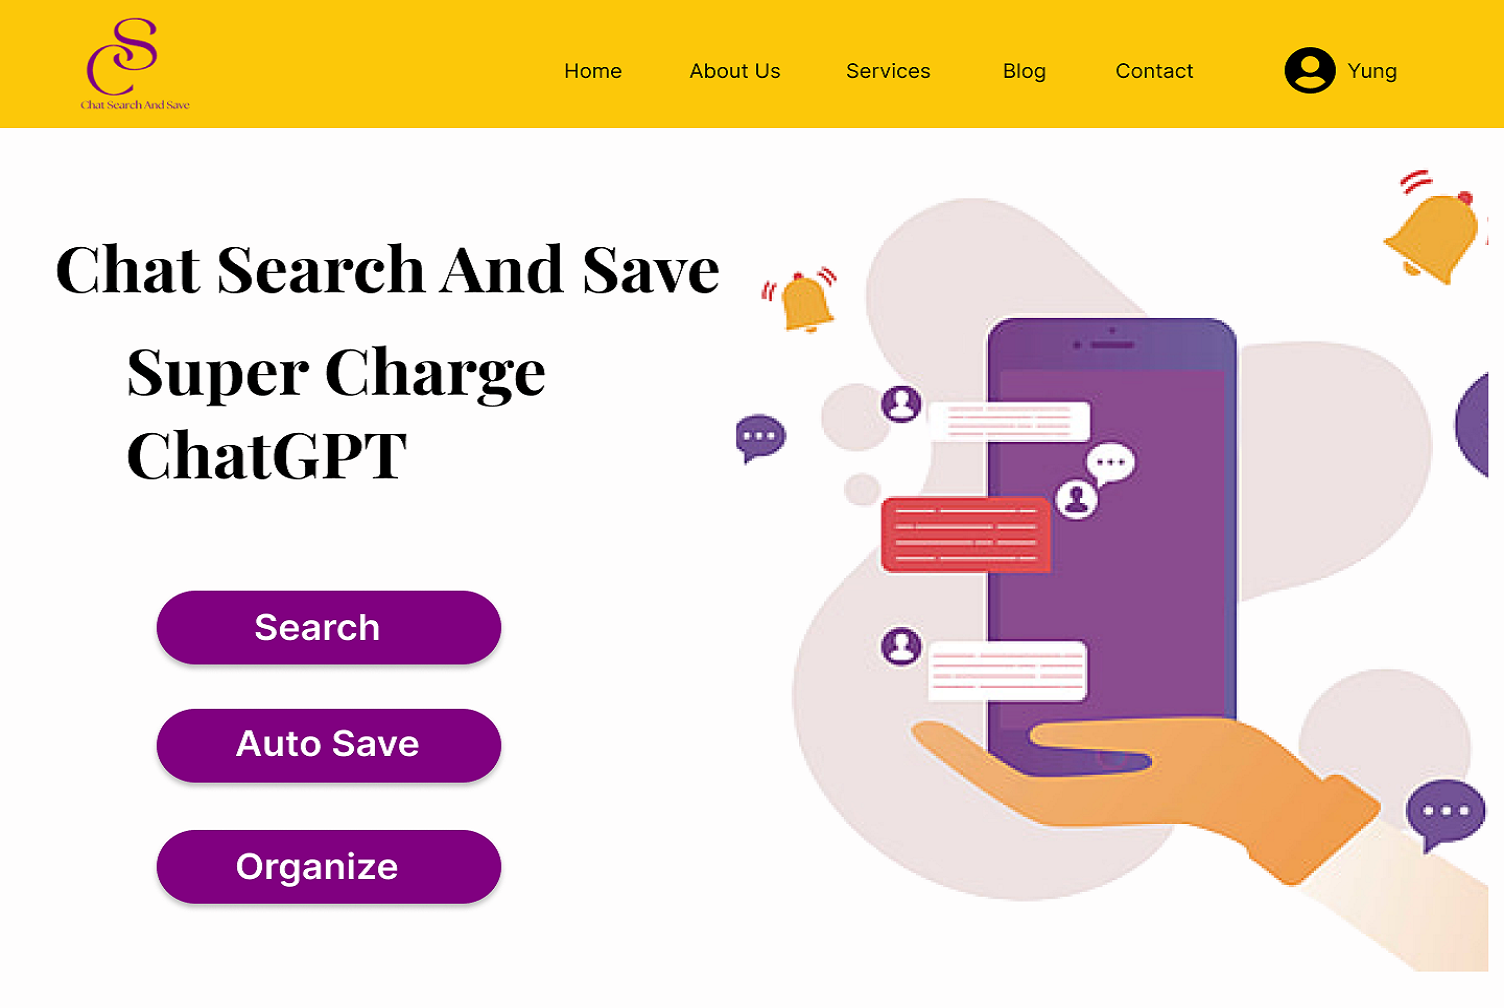 Chat Search And Save
Home
About Us
Services
Blog
Contact
Yung
Chat Search And Save
Super Charge
ChatGPT
Search
Auto Save
Organize